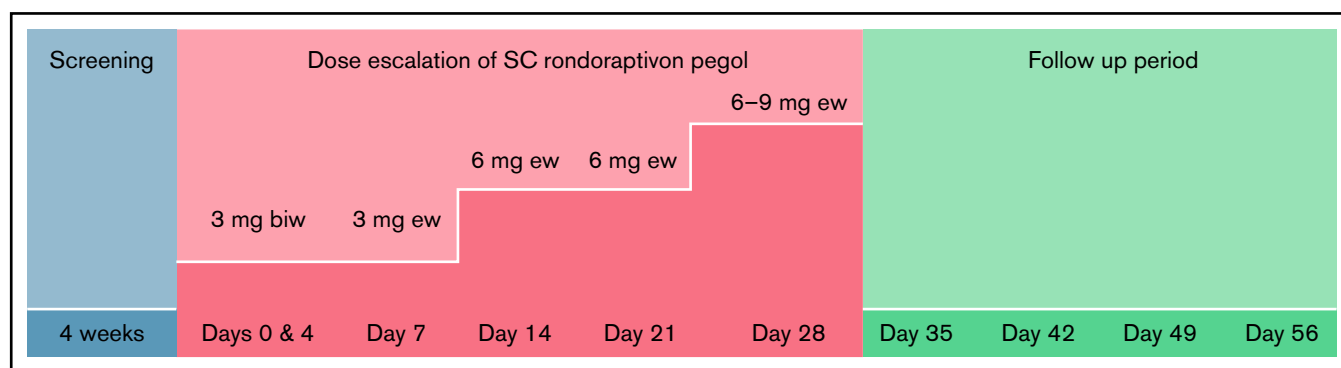 Screening
Dose escalation of SC rondoraptivon pegol
Follow up period
6–9 mg ew
6 mg ew
6 mg ew
3 mg biw
3 mg ew
4 weeks
Days 0 & 4
Day 7
Day 14
Day 21
Day 28
Day 35
Day 42
Day 49
Day 56